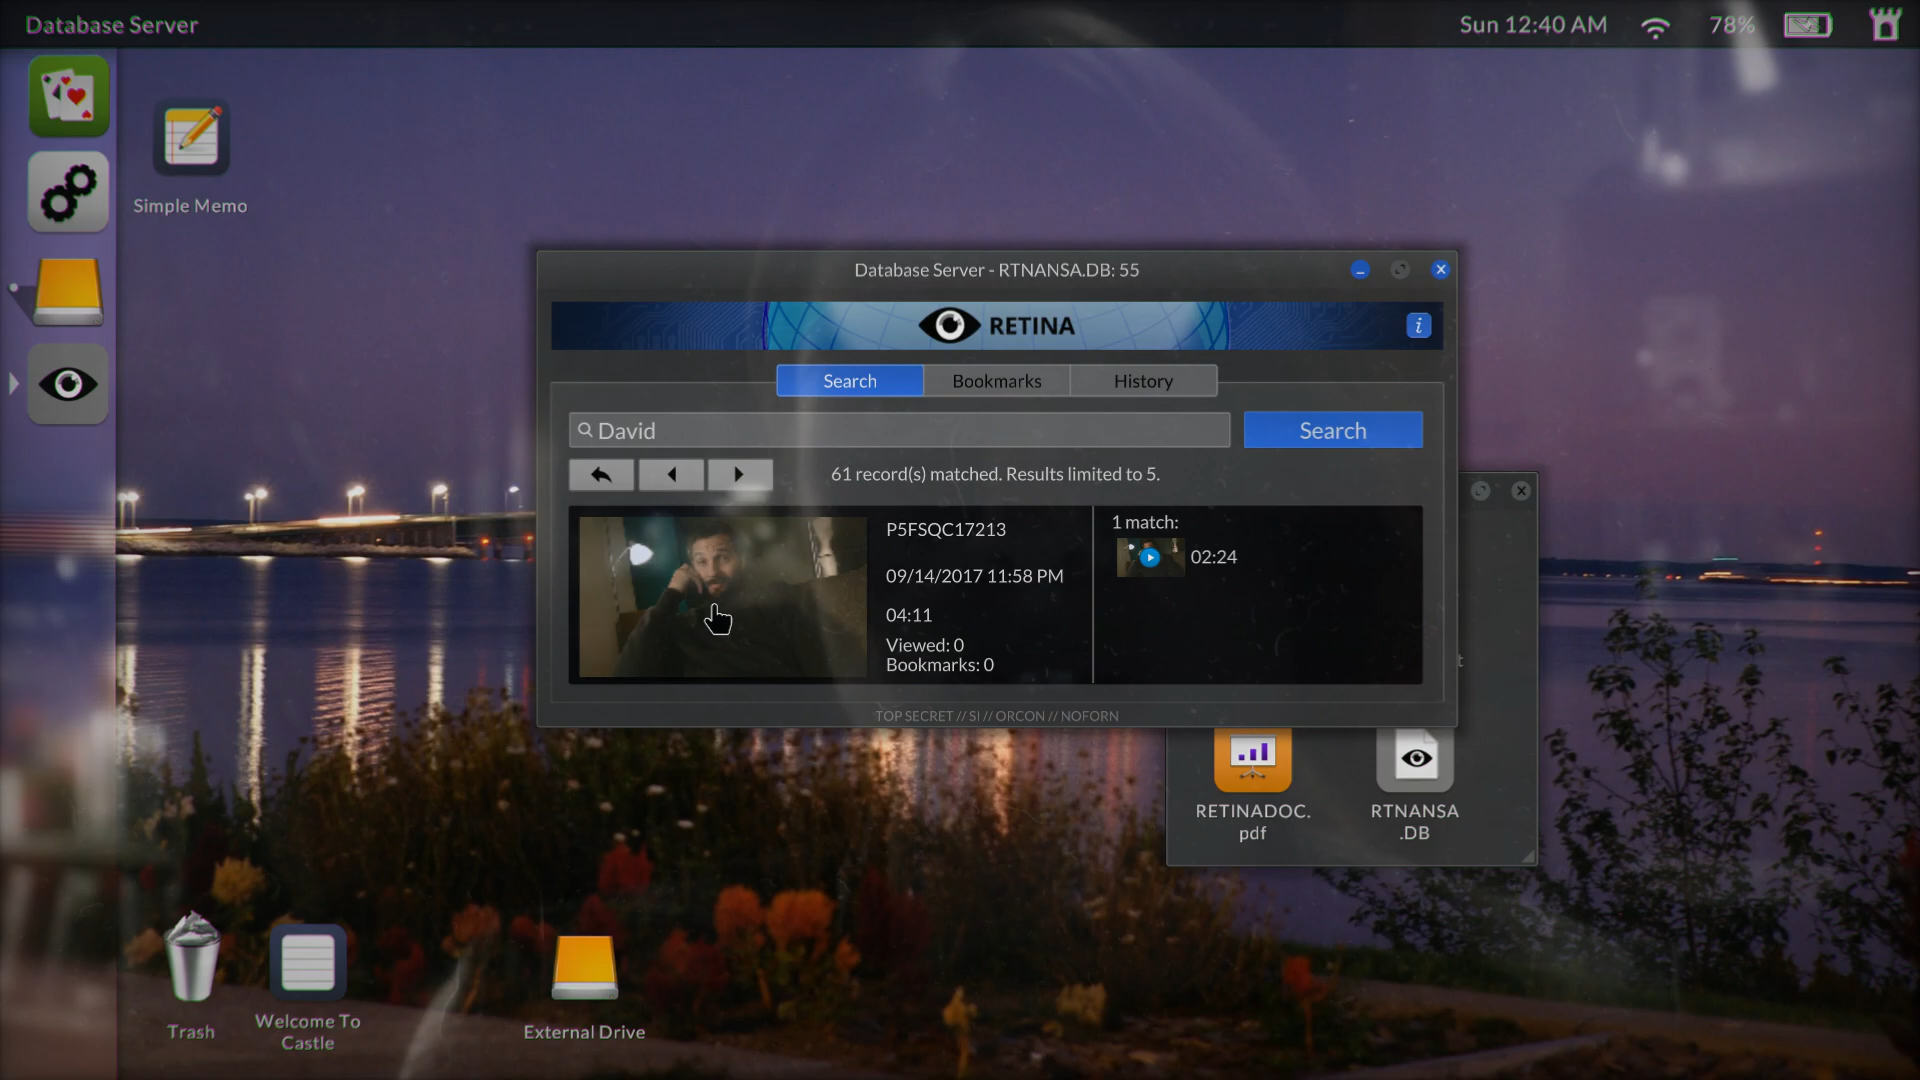 Database Server
Sun 12:40 AM
78%
Simple Memo
Database Server - RTNANSA.DB: 55
RETINA
i
Search
Bookmarks
History
David
Search
61 record(s) matched. Results limited to 5.
P5FSQC17213
09/14/2017 11:58 PM
04:11
Viewed: 0
Bookmarks: 0
1 match:
02:24
TOP SECRET // SI // ORCON // NOFORN
t
RETINADOC.
pdf
RTNANSA
.DB
Trash
Welcome To
Castle
External Drive